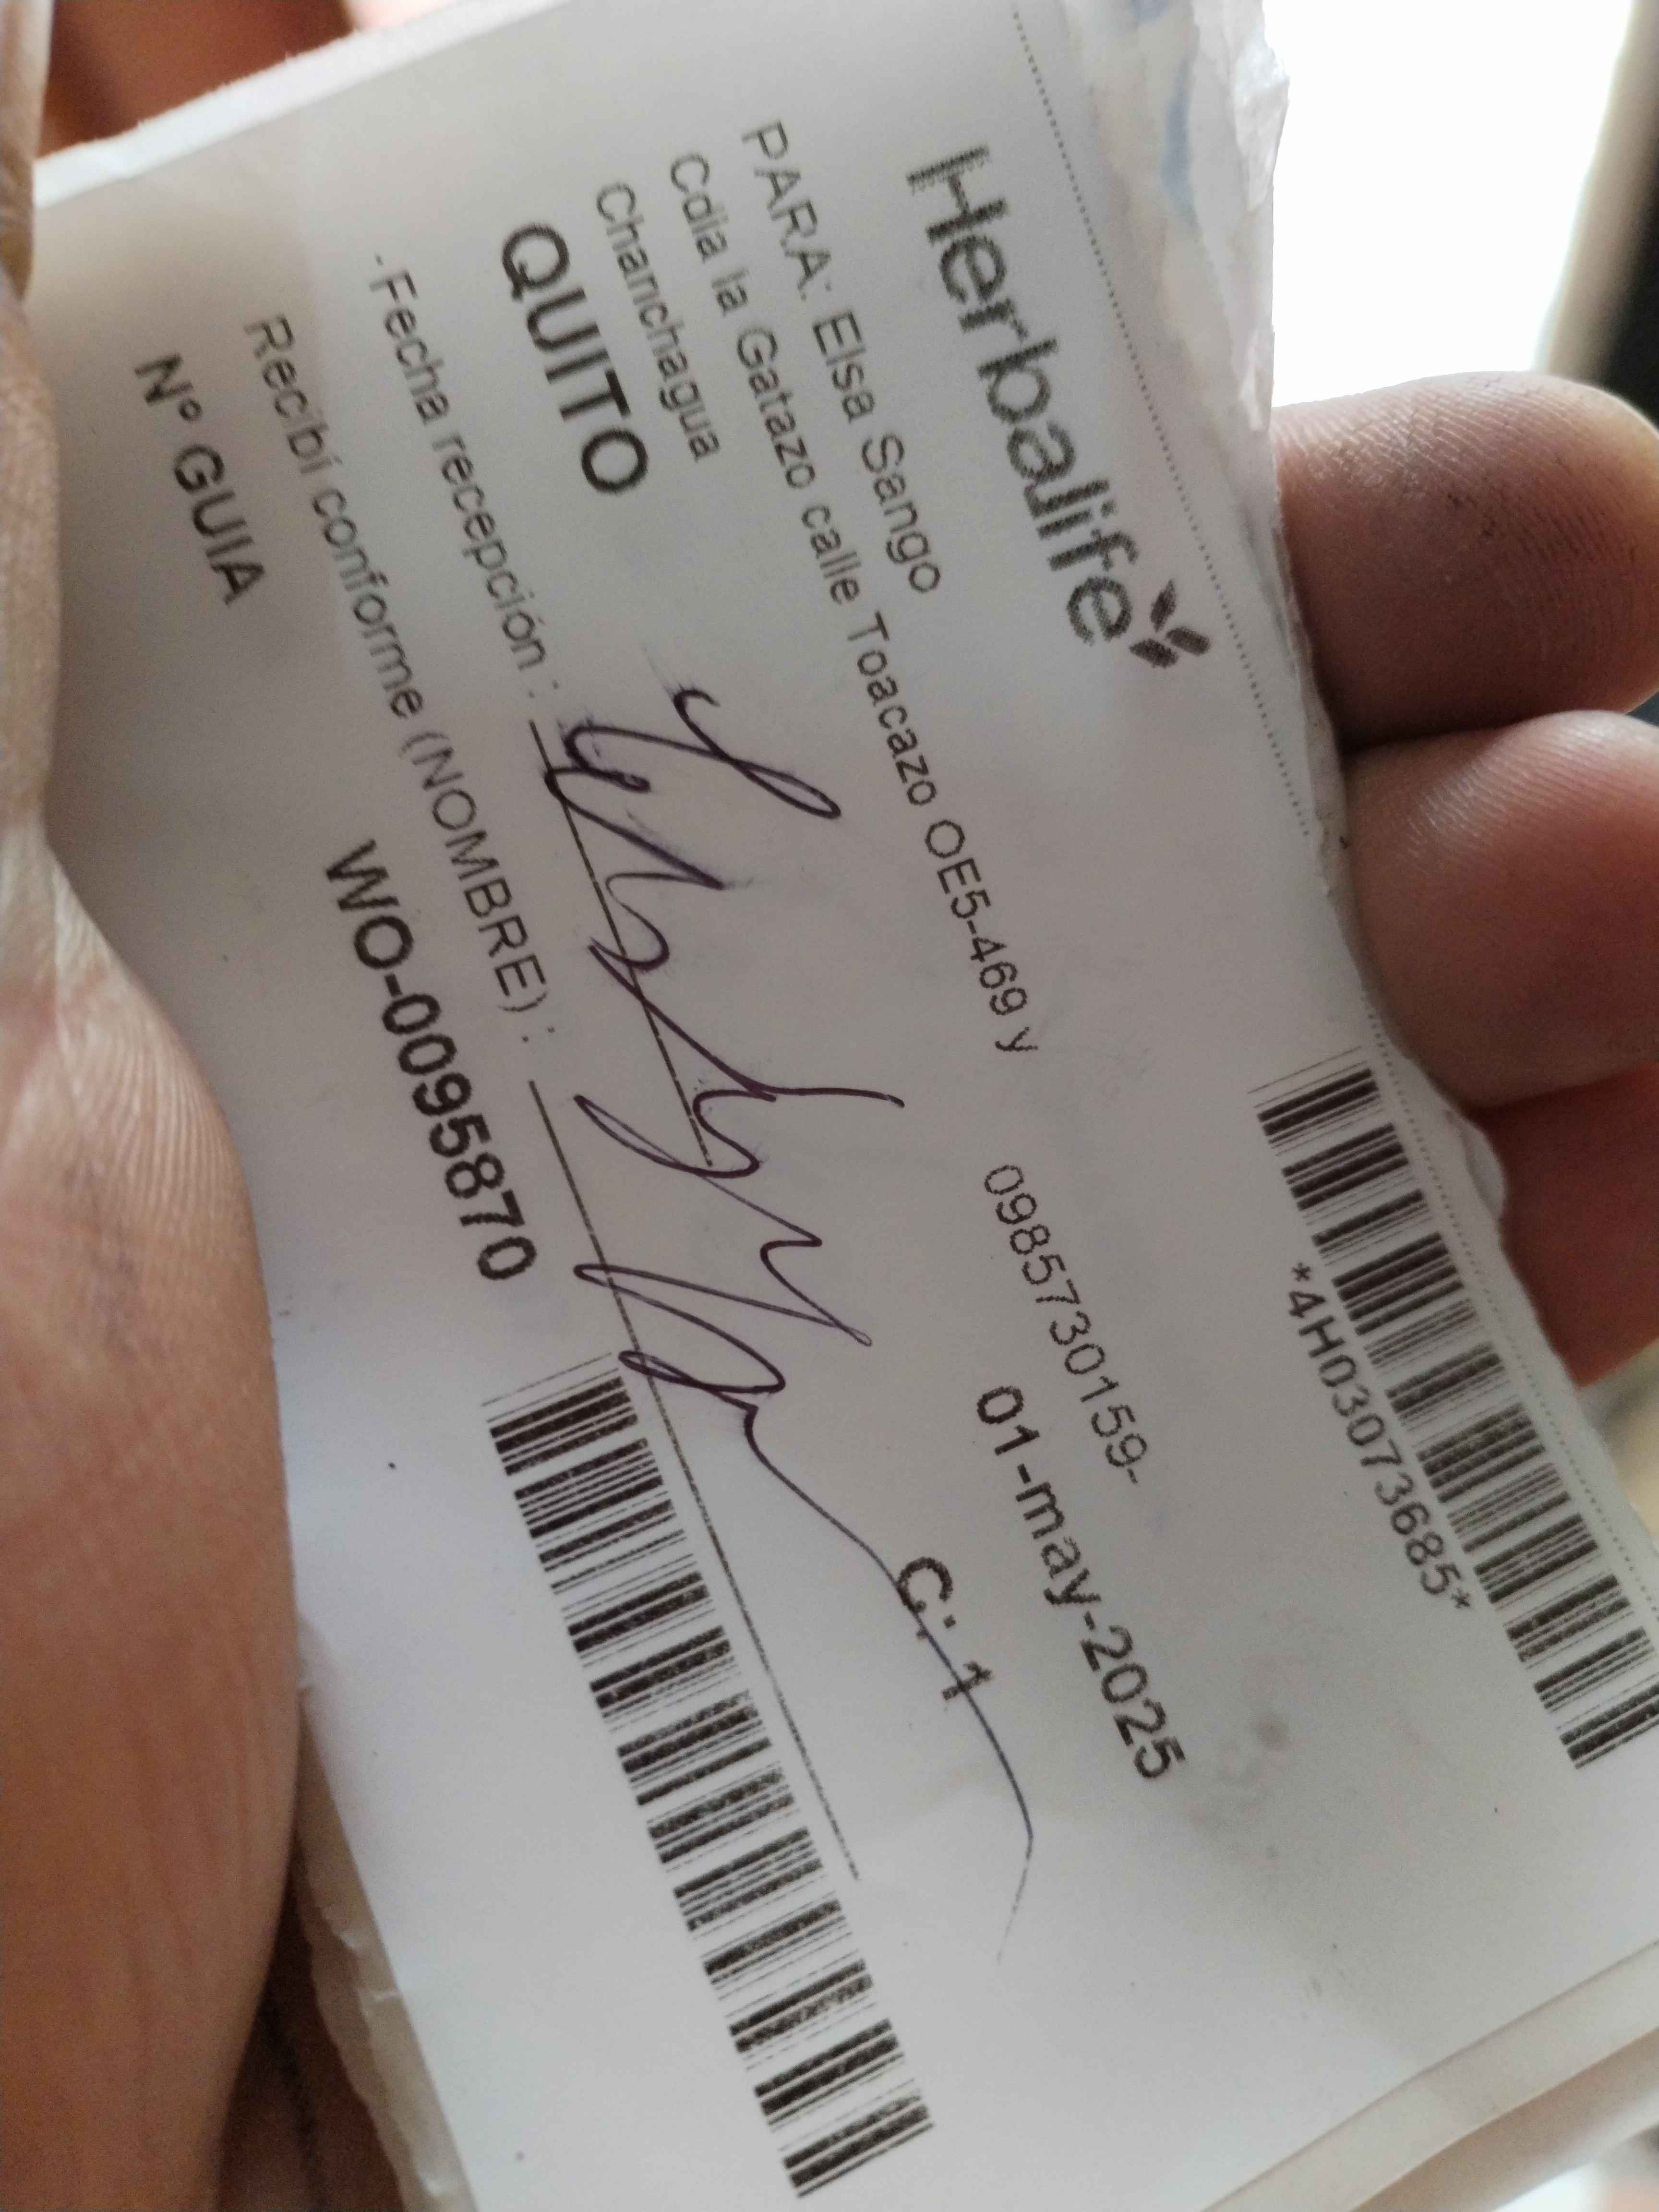 Herbalife
*4H03073685*
PARA: Elsa Sango
Cdla la Gatazo calle Toacazo OE5-469 y
Chanchagua
0985730159-
QUITO
01-may-2025
C: 1
-Fecha recepción :
Recibí conforme (NOMBRE) :
Nº GUIA
WO-0095870